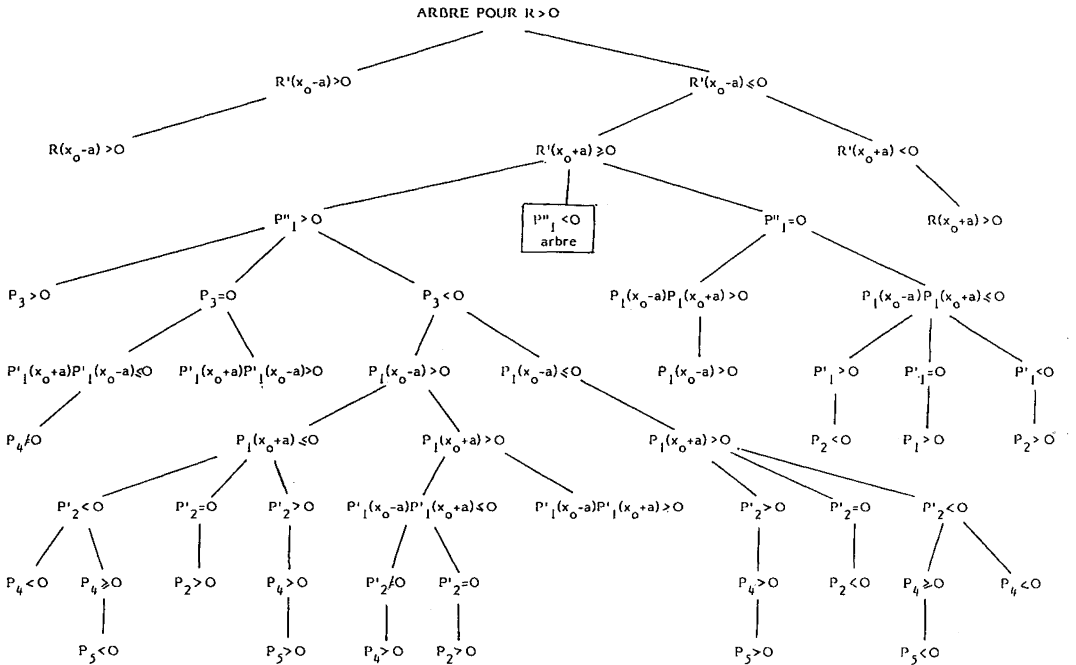 ARBRE POUR R>O
R'(x_o-a)>O R'(x_o-a)⩽O
R(x_o-a)>O R'(x_o+a)⩾O R'(x_o+a)<O
P''_1>O P''_1<O P''_1=O R(x_o+a)>O
arbre
P_3>O P_3=O P_3<O P_1(x_o-a)P_1(x_o+a)>O P_1(x_o-a)P_1(x_o+a)⩽O
P'_1(x_o+a)P'_1(x_o-a)⩽O P'_1(x_o+a)P'_1(x_o-a)>O P_1(x_o-a)>O P_1(x_o-a)⩽O P_1(x_o-a)>O P'_1>O P'_1=O P'_1<O
P_4≠O P_1(x_o+a)⩽O P_1(x_o+a)>O P_1(x_o+a)>O P_2<O P_1>O P_2>O
P'_2<O P'_2=O P'_2>O P'_1(x_o-a)P'_1(x_o+a)⩽O P'_1(x_o-a)P'_1(x_o+a)⩾O P'_2>O P'_2=O P'_2<O
P_4<O P_4⩾O P_2>O P_4>O P'_2≠O P'_2=O P_4>O P_2<O P_4⩾O P_4<O
P_5<O P_5>O P_4>O P_2>O P_5>O P_5<O